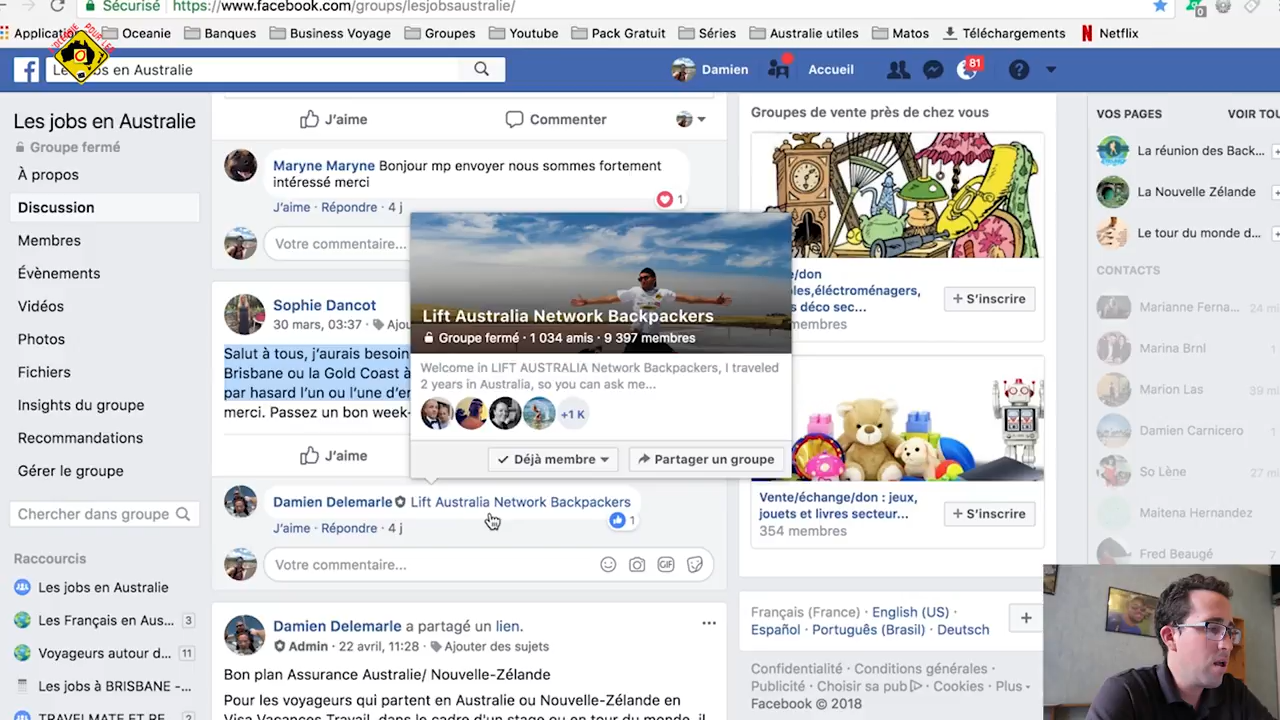 Sécurisé
https://www.facebook.com/groups/lesjobsaustralie/
0
Oceanie
Banques
Business Voyage
Groupes
Youtube
Pack Gratuit
Séries
Australie utiles
Matos
Téléchargements
Netflix
Les Jobs en Australie
Damien
Accueil
81
Les jobs en Australie
Groupe fermé
À propos
Discussion
Membres
Évènements
Vidéos
Photos
Fichiers
Insights du groupe
Recommandations
Gérer le groupe
Chercher dans groupe
Raccourcis
Les jobs en Australie
Les Français en Aus... 3
Voyageurs autour d... 11
Les jobs à BRISBANE -...
J'aime
Commenter
Maryne Maryne Bonjour mp envoyer nous sommes fortement
intéressé merci
1
J'aime · Répondre · 4 j
Votre commentaire...
Sophie Dancot
30 mars, 03:37 ·
Salut à tous, j'aurais besoin
Brisbane ou la Gold Coast à
par hasard l'un ou l'une d'e
merci. Passez un bon week-
J'aime
Lift Australia Network Backpackers
Groupe fermé · 1 034 amis · 9 397 membres
Welcome in LIFT AUSTRALIA Network Backpackers, I traveled
2 years in Australia, so you can ask me...
+1 K
Déjà membre
Partager un groupe
Damien Delemarle Lift Australia Network Backpackers
1
J'aime · Répondre · 4 j
Votre commentaire...
GIF
Damien Delemarle a partagé un lien.
Admin · 22 avril, 11:28 · Ajouter des sujets
Bon plan Assurance Australie/ Nouvelle-Zélande
Pour les voyageurs qui partent en Australie ou Nouvelle-Zélande en
Groupes de vente près de chez vous
e/don
les,éléctroménagers,
s déco sec...
membres
+ S'inscrire
Vente/échange/don : jeux,
jouets et livres secteur...
354 membres
+ S'inscrire
Français (France) · English (US) ·
Español · Português (Brasil) · Deutsch
+
Confidentialité · Conditions générales ·
Publicité · Choisir sa pub · Cookies · Plus
Facebook © 2018
VOS PAGES
VOIR TOU
La réunion des Back...
La Nouvelle Zélande
Le tour du monde d...
CONTACTS
Marianne Ferna... 24 m
Marina Brnl
Marion Las
Damien Carnicero
So Lène 27 m
Maitena Hernandez
Fred Beaugé